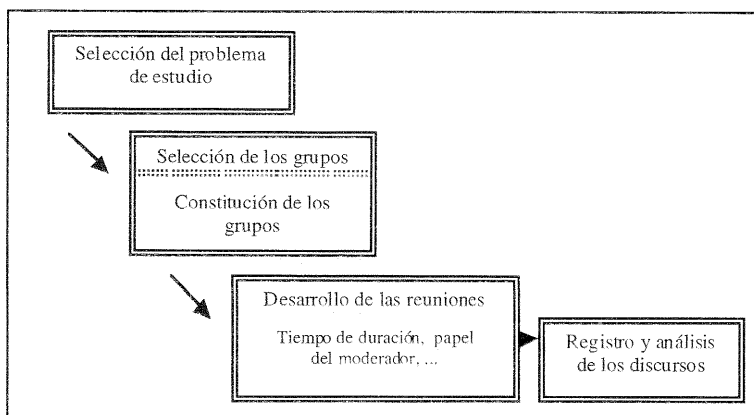 Selección del problema
de estudio
Selección de los grupos
Constitución de los
grupos
Desarrollo de las reuniones
Tiempo de duración, papel
del moderador, ...
Registro y análisis
de los discursos